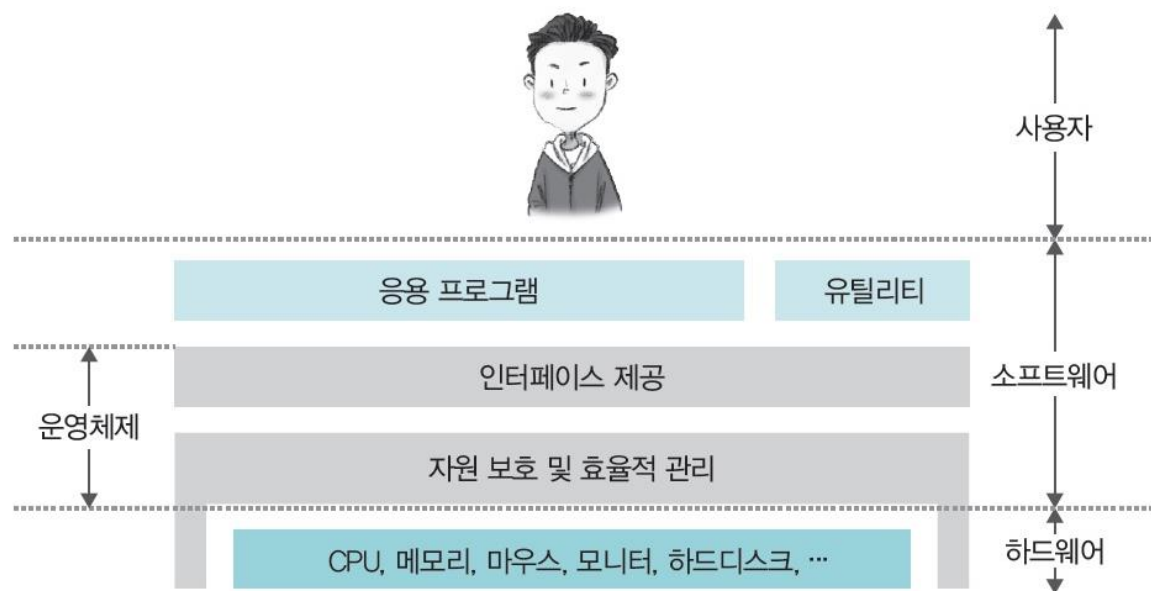 사용자
응용 프로그램
유틸리티
인터페이스 제공
소프트웨어
운영체제
자원 보호 및 효율적 관리
CPU, 메모리, 마우스, 모니터, 하드디스크, …
하드웨어